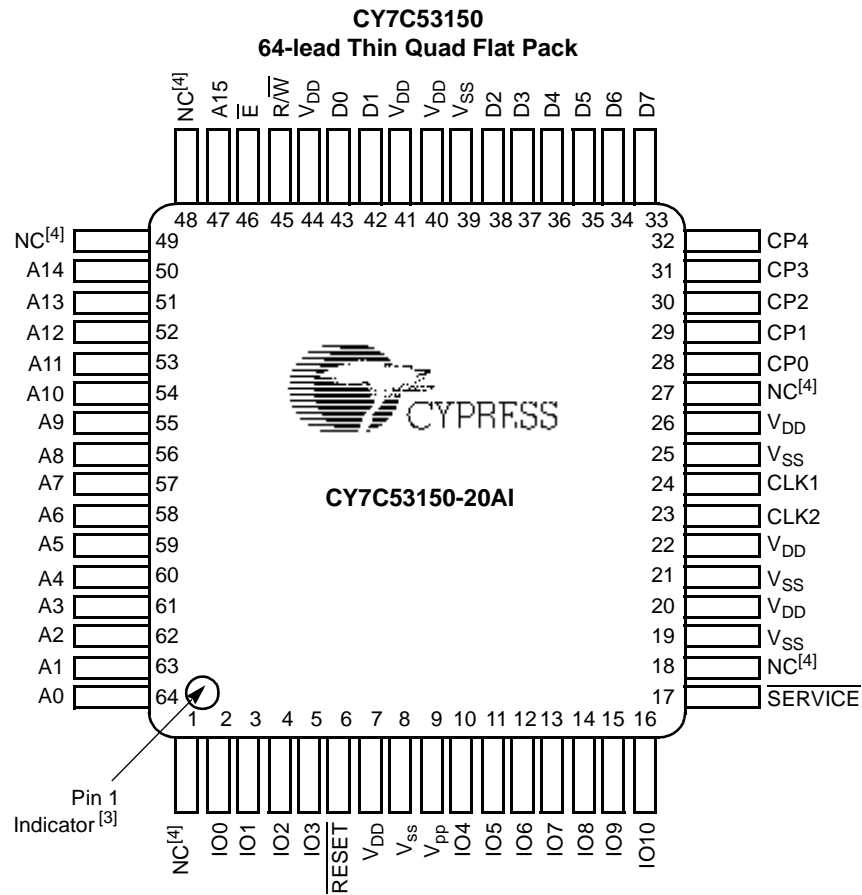 CY7C53150
64-lead Thin Quad Flat Pack
NC[4]
A15
E
R/W
VDD
D0
D1
VDD
VDD
VSS
D2
D3
D4
D5
D6
D7
48 47 46 45 44 43 42 41 40 39 38 37 36 35 34 33
NC[4] 49
A14 50
A13 51
A12 52
A11 53
A10 54
A9 55
A8 56
A7 57
A6 58
A5 59
A4 60
A3 61
A2 62
A1 63
A0 64
CYPRESS
CY7C53150-20AI
32 CP4
31 CP3
30 CP2
29 CP1
28 CP0
27 NC[4]
26 VDD
25 VSS
24 CLK1
23 CLK2
22 VDD
21 VSS
20 VDD
19 VSS
18 NC[4]
17 SERVICE
1 2 3 4 5 6 7 8 9 10 11 12 13 14 15 16
Pin 1
Indicator [3]
NC[4]
IO0
IO1
IO2
IO3
RESET
VDD
Vss
Vpp
IO4
IO5
IO6
IO7
IO8
IO9
IO10